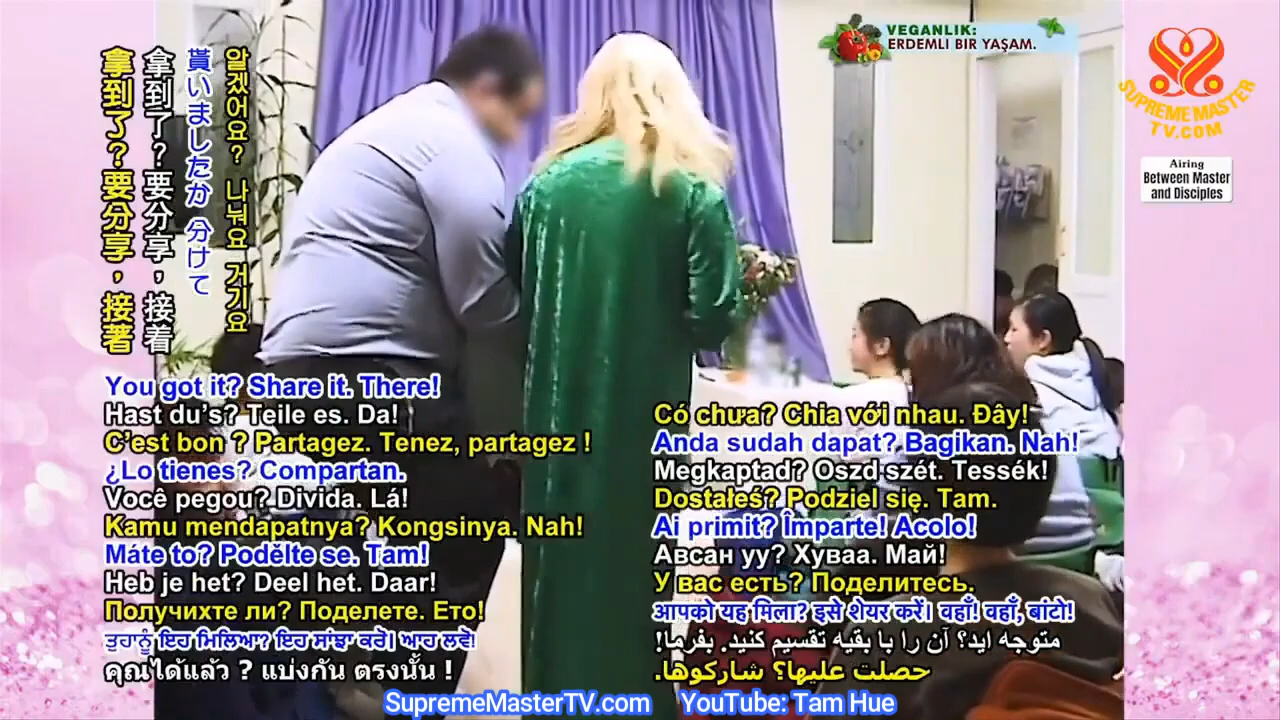 VEGANLIK:
ERDEMLI BIR YAŞAM.
SUPREME MASTER
TV.COM
Airing
Between Master
and Disciples
알겠어요? 나눠요 거기요
貰いましたか 分けて
拿到了?要分享,接着
拿到了?要分享,接著
You got it? Share it. There!
Hast du's? Teile es. Da!
C'est bon ? Partagez. Tenez, partagez !
¿Lo tienes? Compartan.
Você pegou? Divida. Lá!
Kamu mendapatnya? Kongsinya. Nah!
Máte to? Podělte se. Tam!
Heb je het? Deel het. Daar!
Получихте ли? Поделете. Ето!
ਤੁਹਾਨੂੰ ਇਹ ਮਿਲਿਆ? ਇਹ ਸਾਂਝਾ ਕਰੋ। ਆਹ ਲਵੋ!
คุณได้แล้ว ? แบ่งกัน ตรงนั้น !
Có chưa? Chia với nhau. Đây!
Anda sudah dapat? Bagikan. Nah!
Megkaptad? Oszd szét. Tessék!
Dostałeś? Podziel się. Tam.
Ai primit? Împarte! Acolo!
Авсан уу? Хуваа. Май!
У вас есть? Поделитесь.
आपको यह मिला? इसे शेयर करें। वहाँ! वहाँ, बांटो!
متوجه اید؟ آن را با بقیه تقسیم کنید. بفرما!
حصلت عليها؟ شاركوها.
SupremeMasterTV.com YouTube: Tam Hue